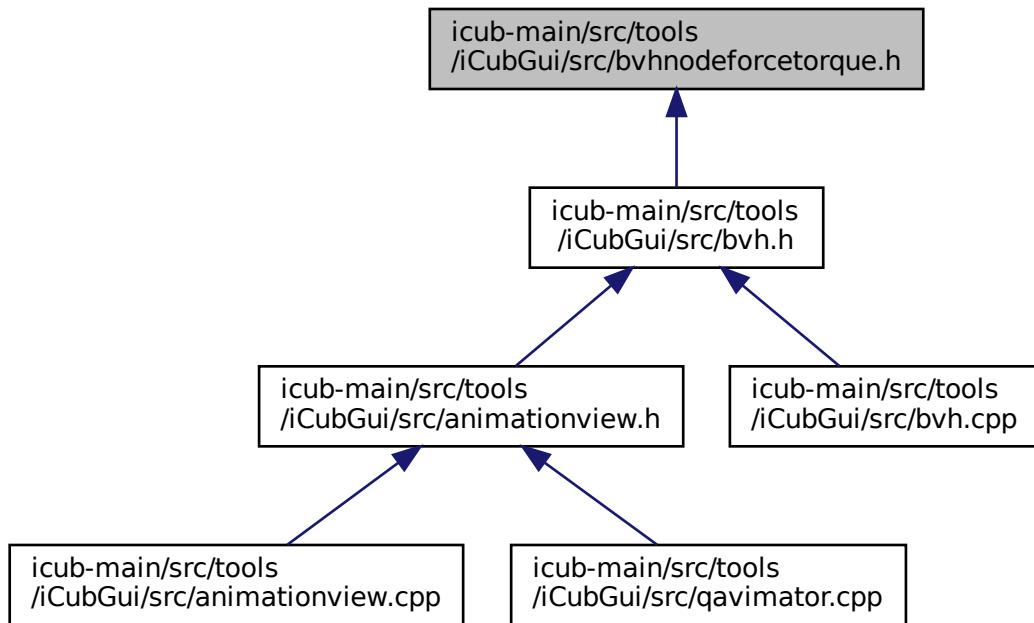 icub-main/src/tools
/iCubGui/src/bvhnodeforcetorque.h
icub-main/src/tools
/iCubGui/src/bvh.h
icub-main/src/tools
/iCubGui/src/animationview.h
icub-main/src/tools
/iCubGui/src/bvh.cpp
icub-main/src/tools
/iCubGui/src/animationview.cpp
icub-main/src/tools
/iCubGui/src/qavimator.cpp